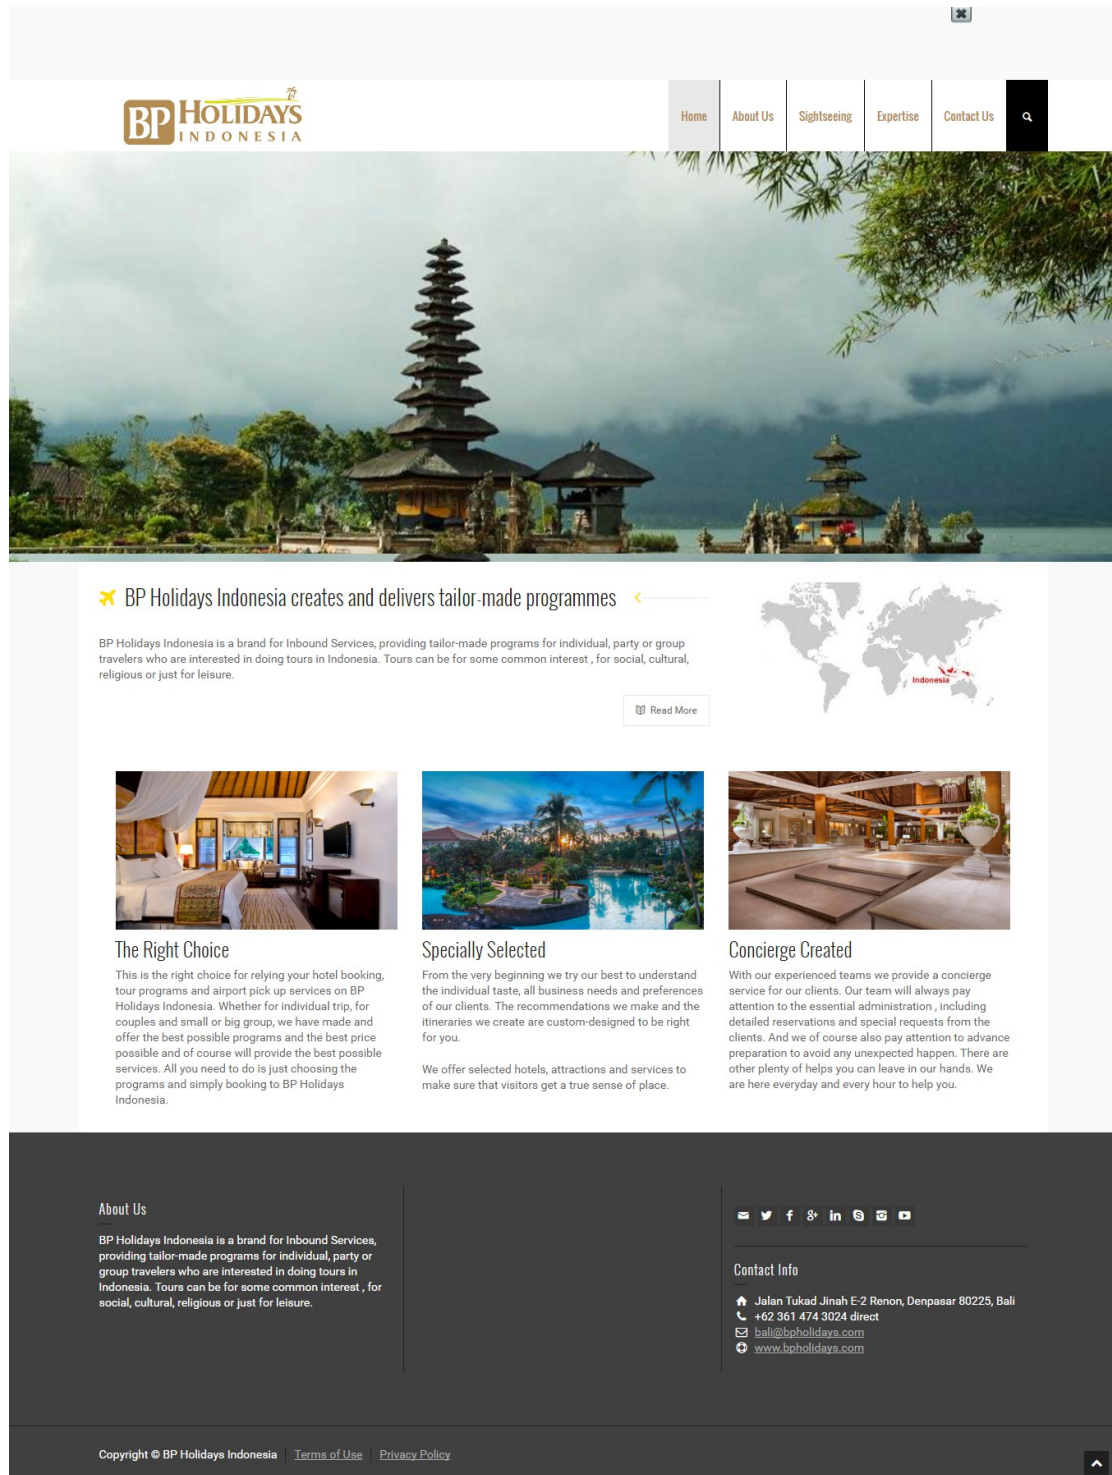 BP HOLIDAYS
INDONESIA
Home
About Us
Sightseeing
Expertise
Contact Us
BP Holidays Indonesia creates and delivers tailor-made programmes
BP Holidays Indonesia is a brand for Inbound Services, providing tailor-made programs for individual, party or group
travelers who are interested in doing tours in Indonesia. Tours can be for some common interest , for social, cultural,
religious or just for leisure.
Read More
Indonesia
The Right Choice
This is the right choice for relying your hotel booking,
tour programs and airport pick up services on BP
Holidays Indonesia. Whether for individual trip, for
couples and small or big group, we have made and
offer the best possible programs and the best price
possible and of course will provide the best possible
services. All you need to do is just choosing the
programs and simply booking to BP Holidays
Indonesia.
Specially Selected
From the very beginning we try our best to understand
the individual taste, all business needs and preferences
of our clients. The recommendations we make and the
itineraries we create are custom-designed to be right
for you.
We offer selected hotels, attractions and services to
make sure that visitors get a true sense of place.
Concierge Created
With our experienced teams we provide a concierge
service for our clients. Our team will always pay
attention to the essential administration , including
detailed reservations and special requests from the
clients. And we of course also pay attention to advance
preparation to avoid any unexpected happen. There are
other plenty of helps you can leave in our hands. We
are here everyday and every hour to help you.
About Us
BP Holidays Indonesia is a brand for Inbound Services,
providing tailor-made programs for individual, party or
group travelers who are interested in doing tours in
Indonesia. Tours can be for some common interest , for
social, cultural, religious or just for leisure.
Contact Info
Jalan Tukad Jinah E-2 Renon, Denpasar 80225, Bali
+62 361 474 3024 direct
bali@bpholidays.com
www.bpholidays.com
Copyright © BP Holidays Indonesia
Terms of Use
Privacy Policy